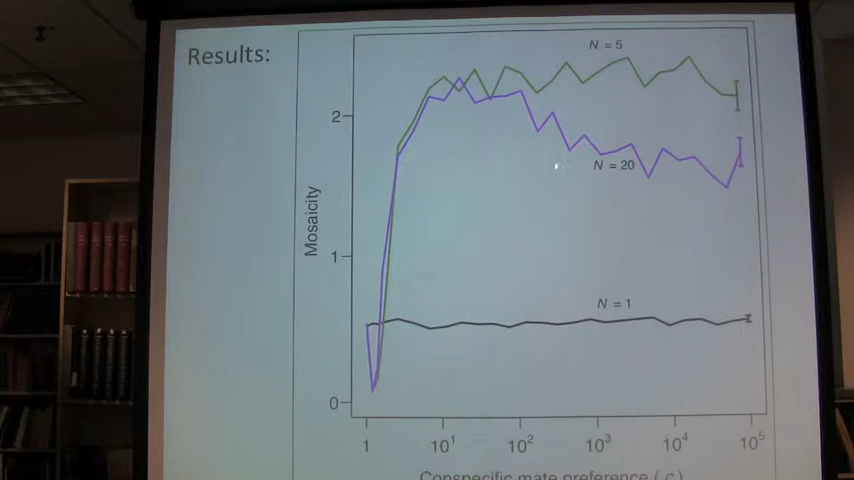 Results:
N = 5
2
N = 20
Mosaicity
1
N = 1
0
1 10¹ 10² 10³ 10⁴ 10⁵
Conspecific mate preference ( c )